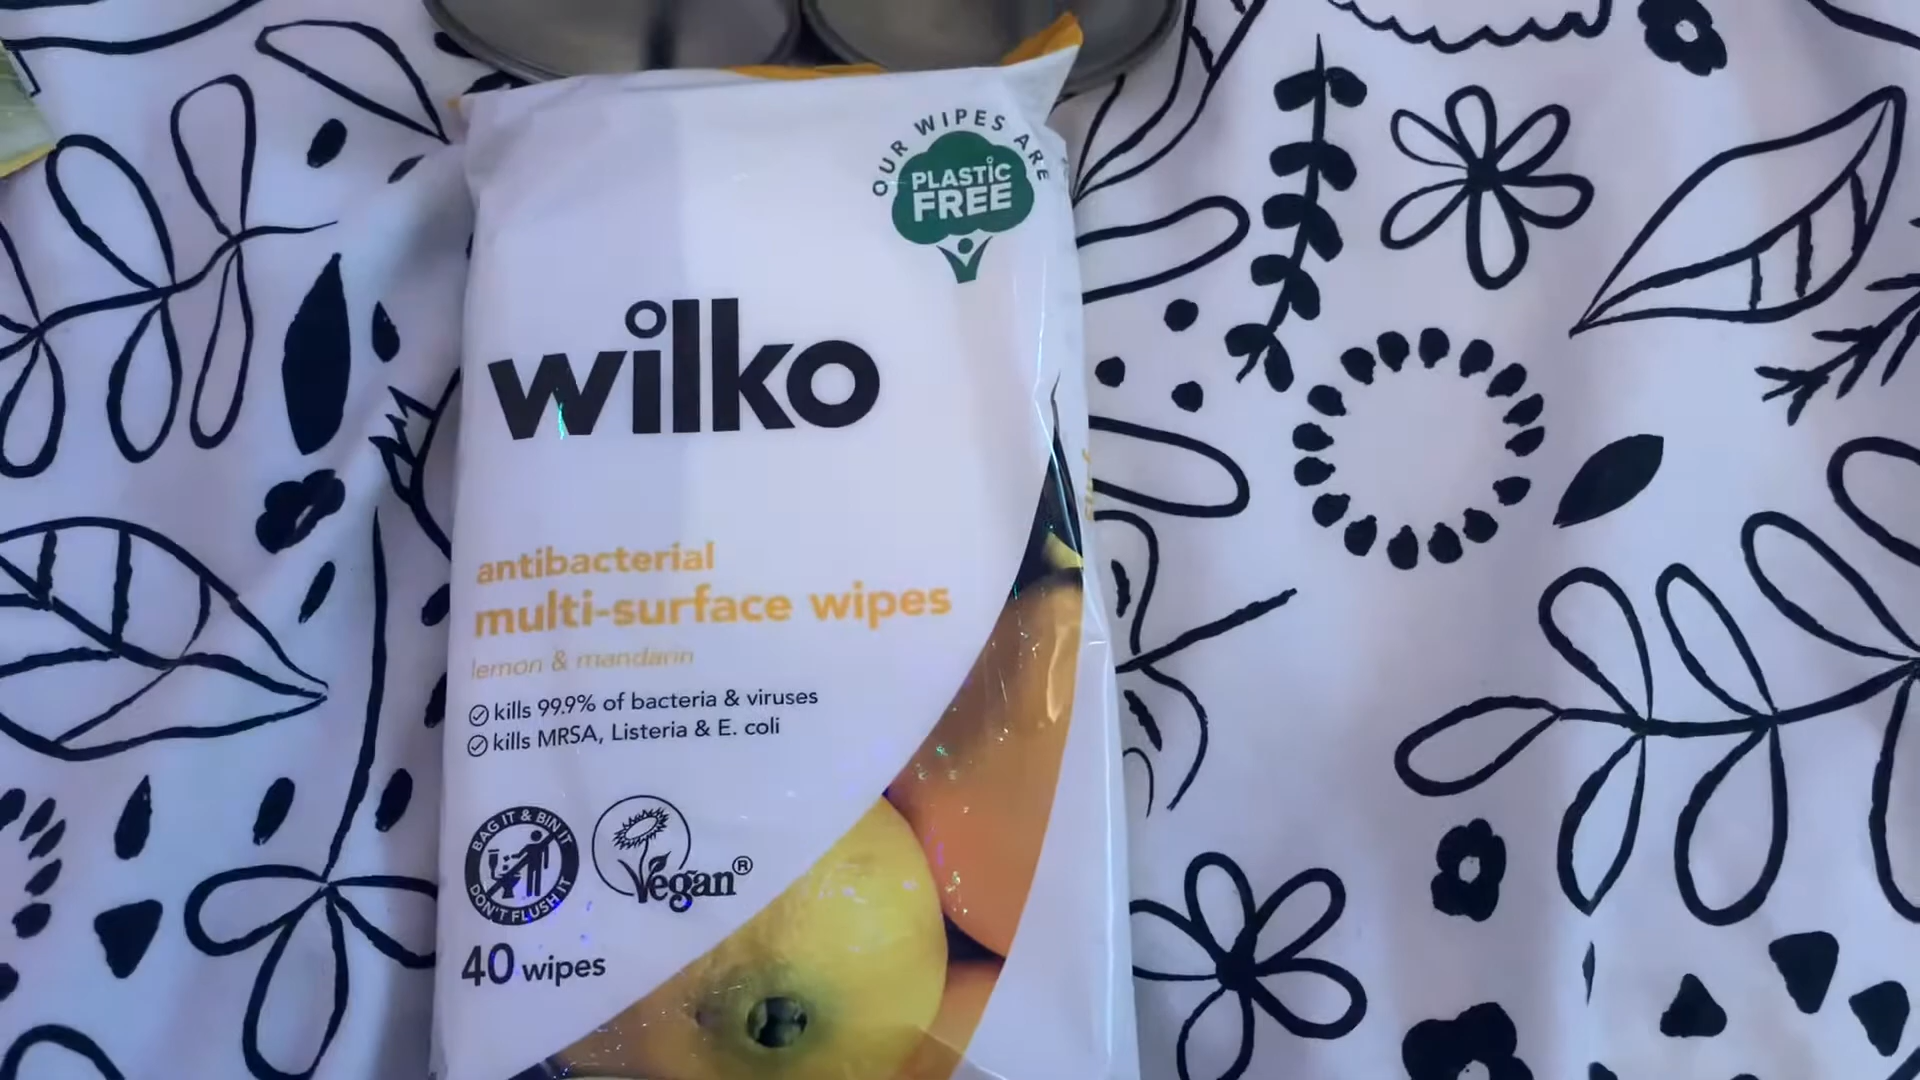 OUR WIPES ARE
PLASTIC
FREE
wilko
antibacterial
multi-surface wipes
lemon & mandarin
kills 99.9% of bacteria & viruses
kills MRSA, Listeria & E. coli
BAG IT & BIN IT
DON'T FLUSH IT
Vegan®
40 wipes